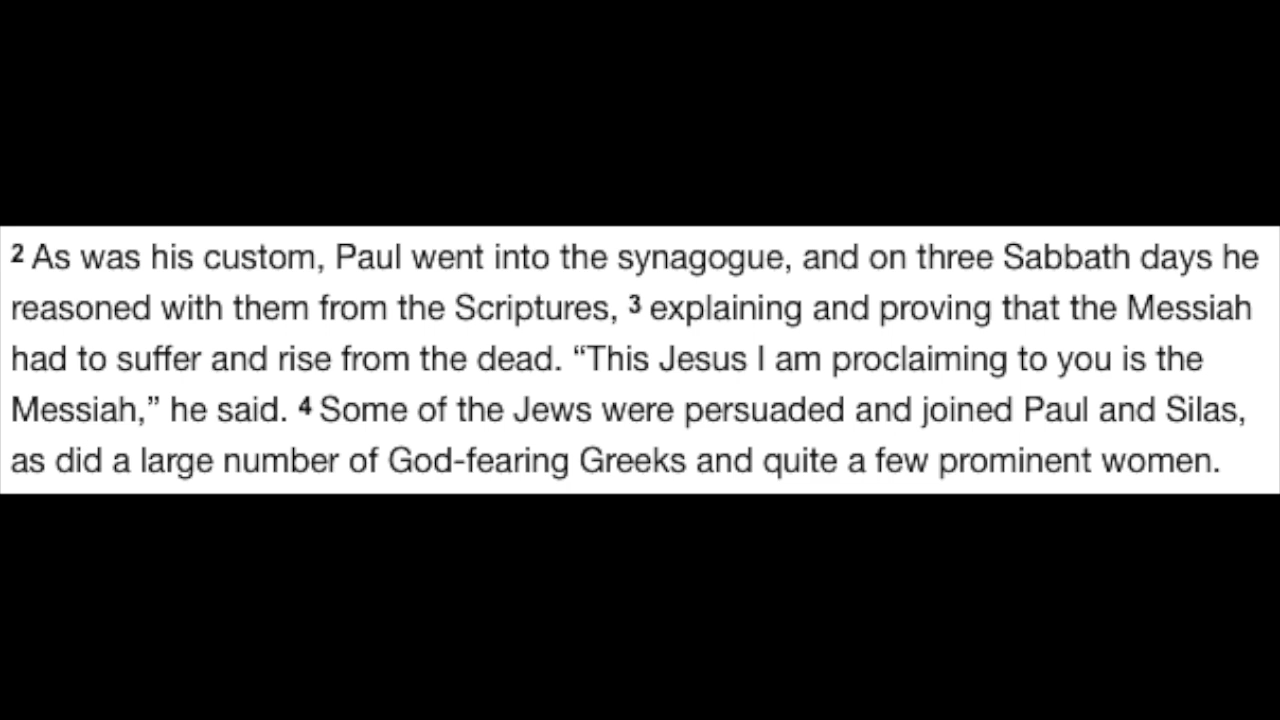 2 As was his custom, Paul went into the synagogue, and on three Sabbath days he
reasoned with them from the Scriptures, 3 explaining and proving that the Messiah
had to suffer and rise from the dead. “This Jesus I am proclaiming to you is the
Messiah,” he said. 4 Some of the Jews were persuaded and joined Paul and Silas,
as did a large number of God-fearing Greeks and quite a few prominent women.